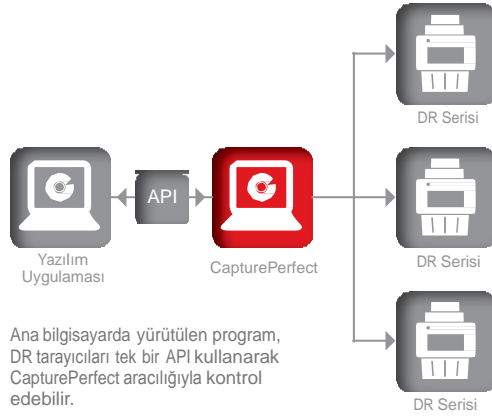 DR Serisi
API
Yazılım
Uygulaması
CapturePerfect
DR Serisi
Ana bilgisayarda yürütülen program,
DR tarayıcıları tek bir API kullanarak
CapturePerfect aracılığıyla kontrol
edebilir.
DR Serisi